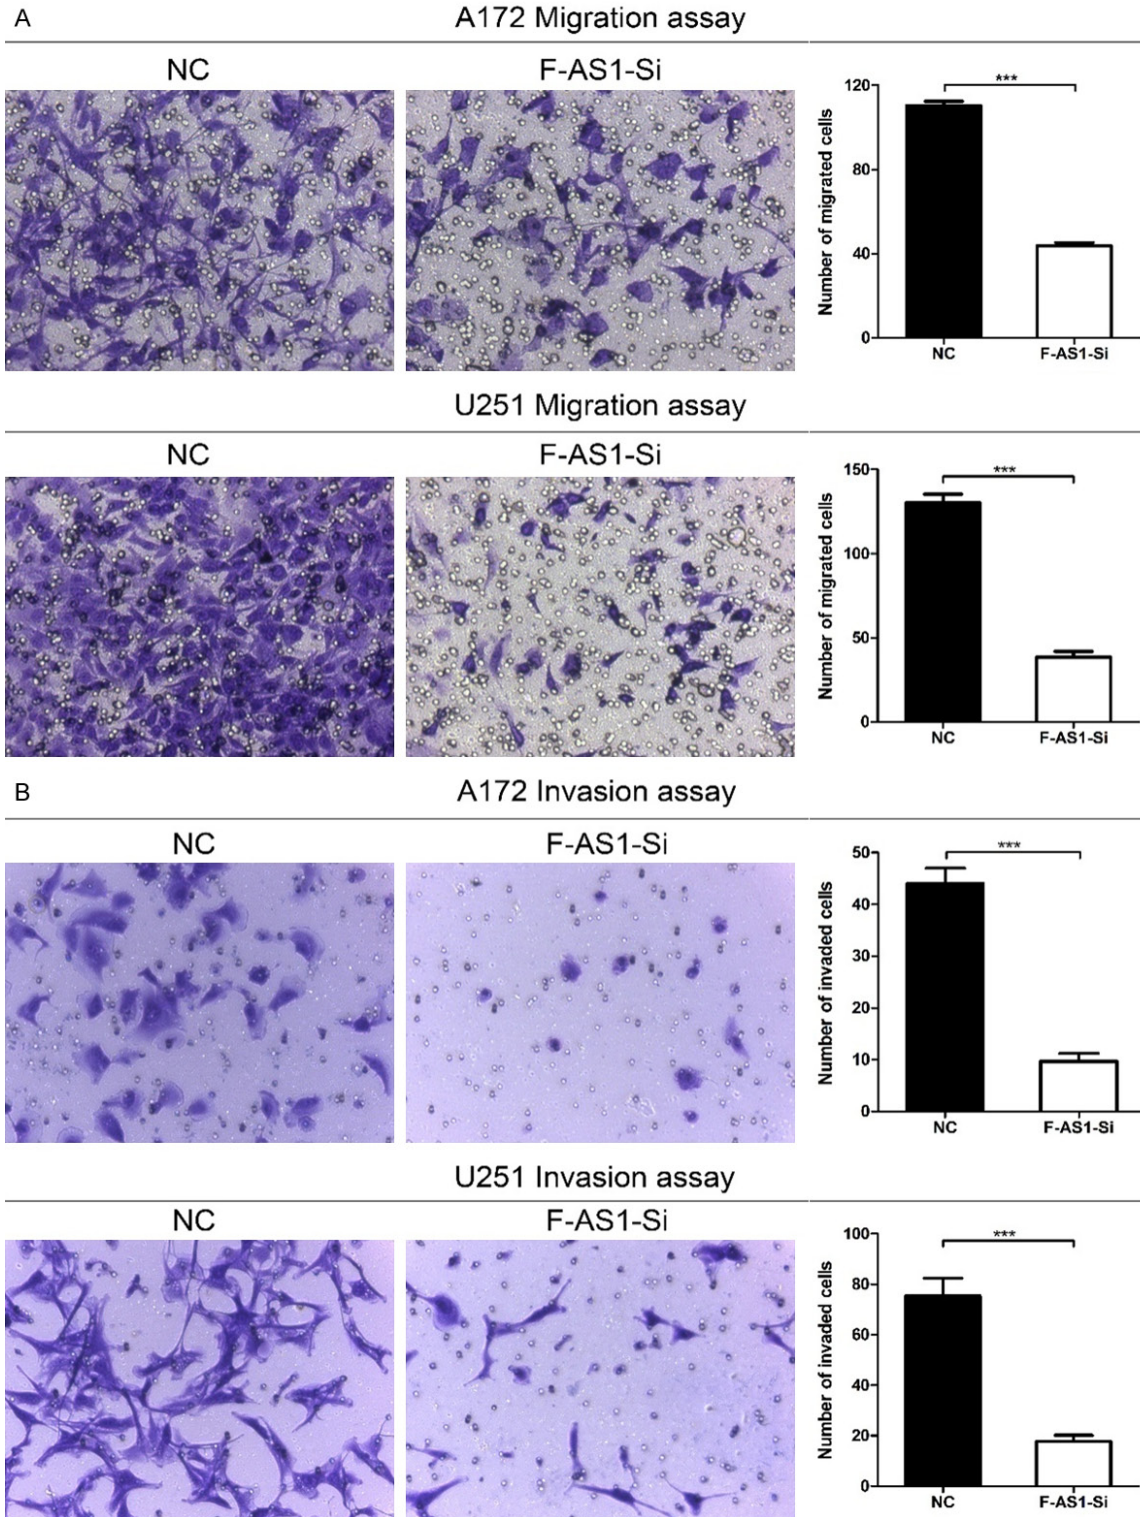 A
A172 Migration assay
NC
F-AS1-Si
Number of migrated cells
120
80
40
0
***
NC
F-AS1-Si
U251 Migration assay
NC
F-AS1-Si
Number of migrated cells
150
100
50
0
***
NC
F-AS1-Si
B
A172 Invasion assay
NC
F-AS1-Si
Number of invaded cells
50
40
30
20
10
0
***
NC
F-AS1-Si
U251 Invasion assay
NC
F-AS1-Si
Number of invaded cells
100
80
60
40
20
0
***
NC
F-AS1-Si